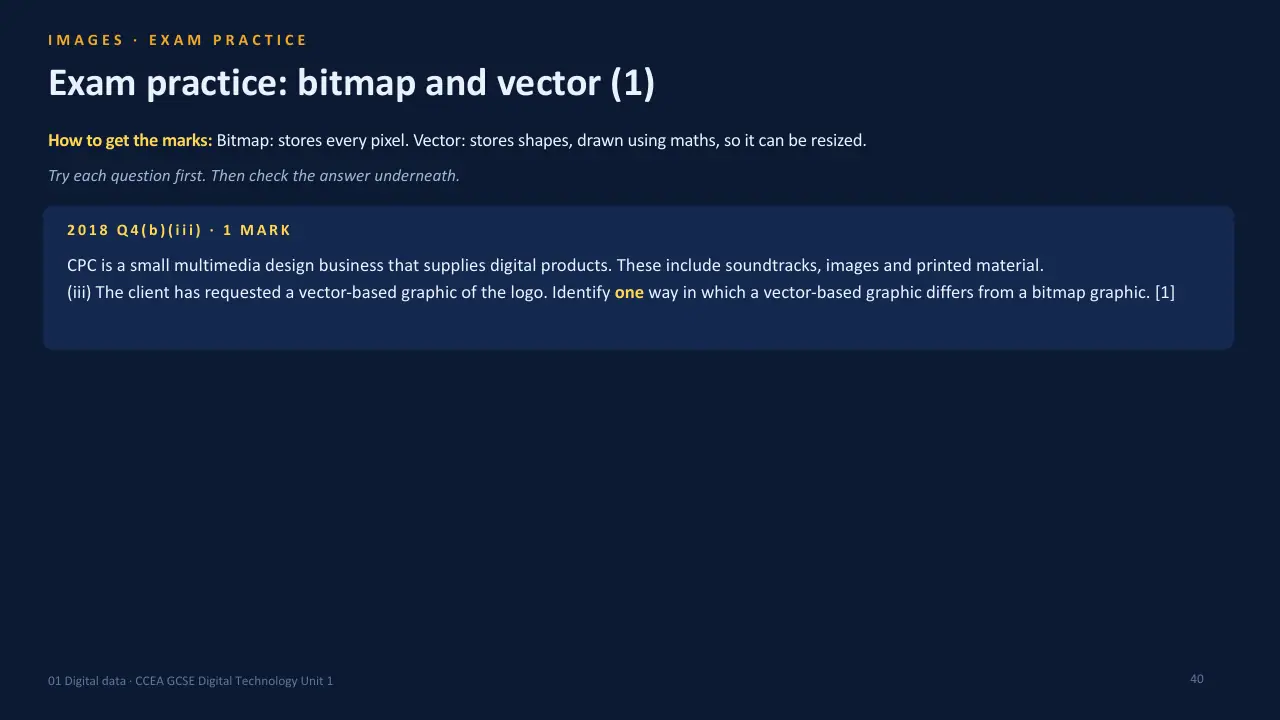 IMAGES · EXAM PRACTICE
Exam practice: bitmap and vector (1)
How to get the marks: Bitmap: stores every pixel. Vector: stores shapes, drawn using maths, so it can be resized.
Try each question first. Then check the answer underneath.
2018 Q4(b)(iii) · 1 MARK
CPC is a small multimedia design business that supplies digital products. These include soundtracks, images and printed material.
(iii) The client has requested a vector-based graphic of the logo. Identify one way in which a vector-based graphic differs from a bitmap graphic. [1]
01 Digital data · CCEA GCSE Digital Technology Unit 1
40